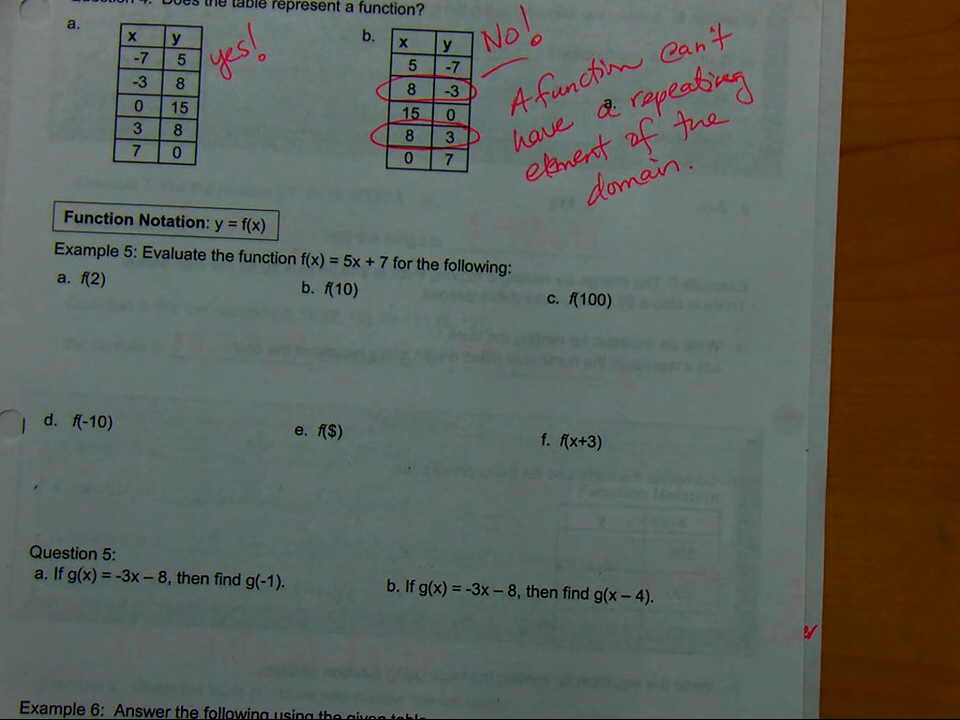 Question 4: Does the table represent a function?
a.
x y
-7 5
-3 8
0 15
3 8
7 0
yes!
b.
x y
5 -7
8 -3
15 0
8 3
0 7
No!
A function can't
have a repeating
element of the
domain.
Function Notation: y = f(x)
Example 5: Evaluate the function f(x) = 5x + 7 for the following:
a. f(2) b. f(10) c. f(100)
d. f(-10) e. f($) f. f(x+3)
Question 5:
a. If g(x) = -3x – 8, then find g(-1). b. If g(x) = -3x – 8, then find g(x – 4).
Example 6: Answer the following using the given table